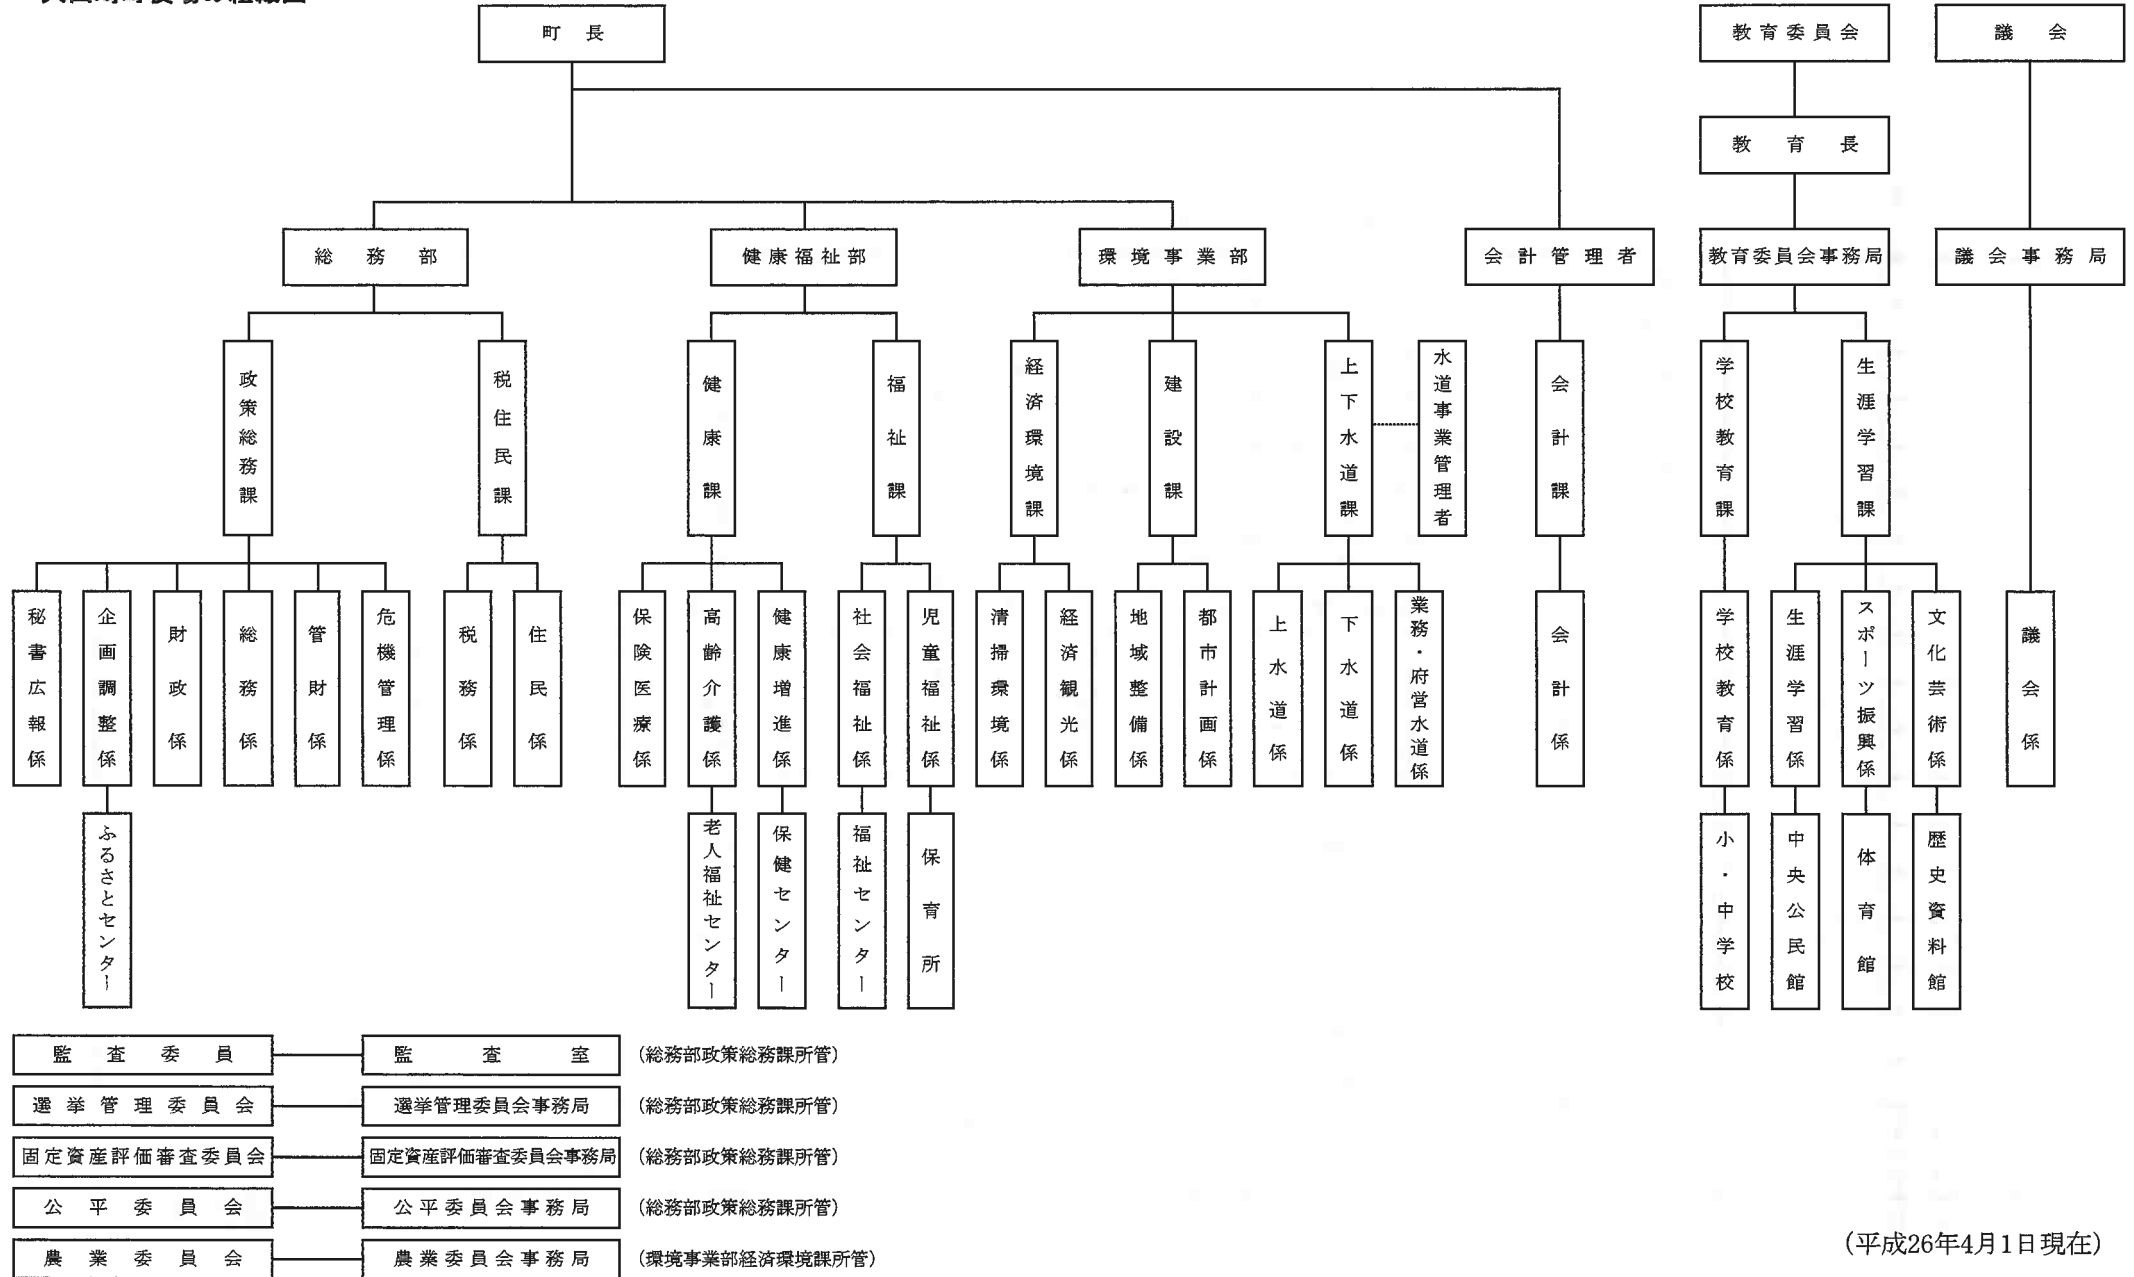 町長
教育委員会
議会
教育長
総務部
健康福祉部
環境事業部
会計管理者
教育委員会事務局
議会事務局
政策総務課
税住民課
健康課
福祉課
経済環境課
建設課
上下水道課
水道事業管理者
会計課
学校教育課
生涯学習課
秘書広報係
企画調整係
財政係
総務係
管財係
危機管理係
税務係
住民係
保険医療係
高齢介護係
健康増進係
社会福祉係
児童福祉係
清掃環境係
経済観光係
地域整備係
都市計画係
上水道係
下水道係
業務・府営水道係
会計係
学校教育係
生涯学習係
スポーツ振興係
文化芸術係
議会係
ふるさとセンター
老人福祉センター
保健センター
福祉センター
保育所
小・中学校
中央公民館
体育館
歴史資料館
監査委員 監査室 (総務部政策総務課所管)
選挙管理委員会 選挙管理委員会事務局 (総務部政策総務課所管)
固定資産評価審査委員会 固定資産評価審査委員会事務局 (総務部政策総務課所管)
公平委員会 公平委員会事務局 (総務部政策総務課所管)
農業委員会 農業委員会事務局 (環境事業部経済環境課所管)
(平成26年4月1日現在)